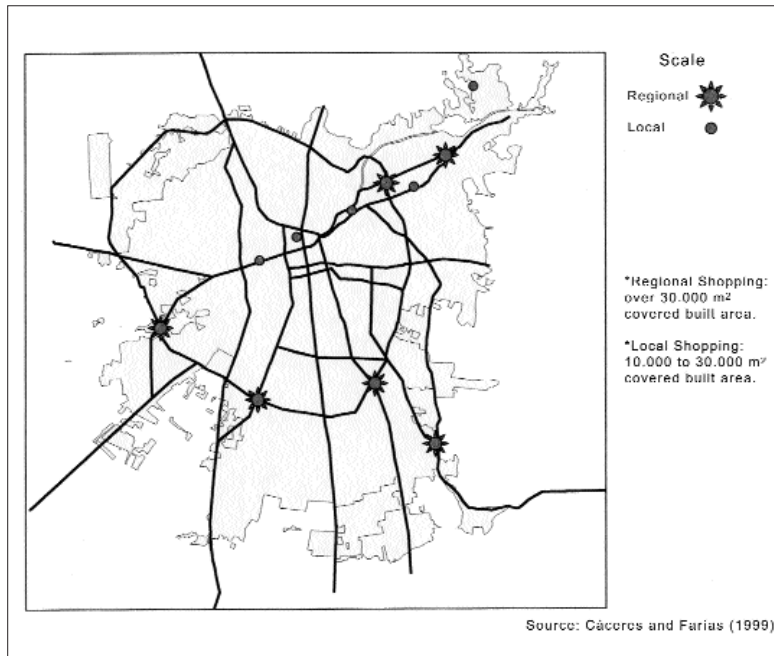 Scale
Regional
Local
*Regional Shopping:
over 30.000 m²
covered built area.
*Local Shopping:
10.000 to 30.000 m²
covered built area.
Source: Cáceres and Farías (1999)